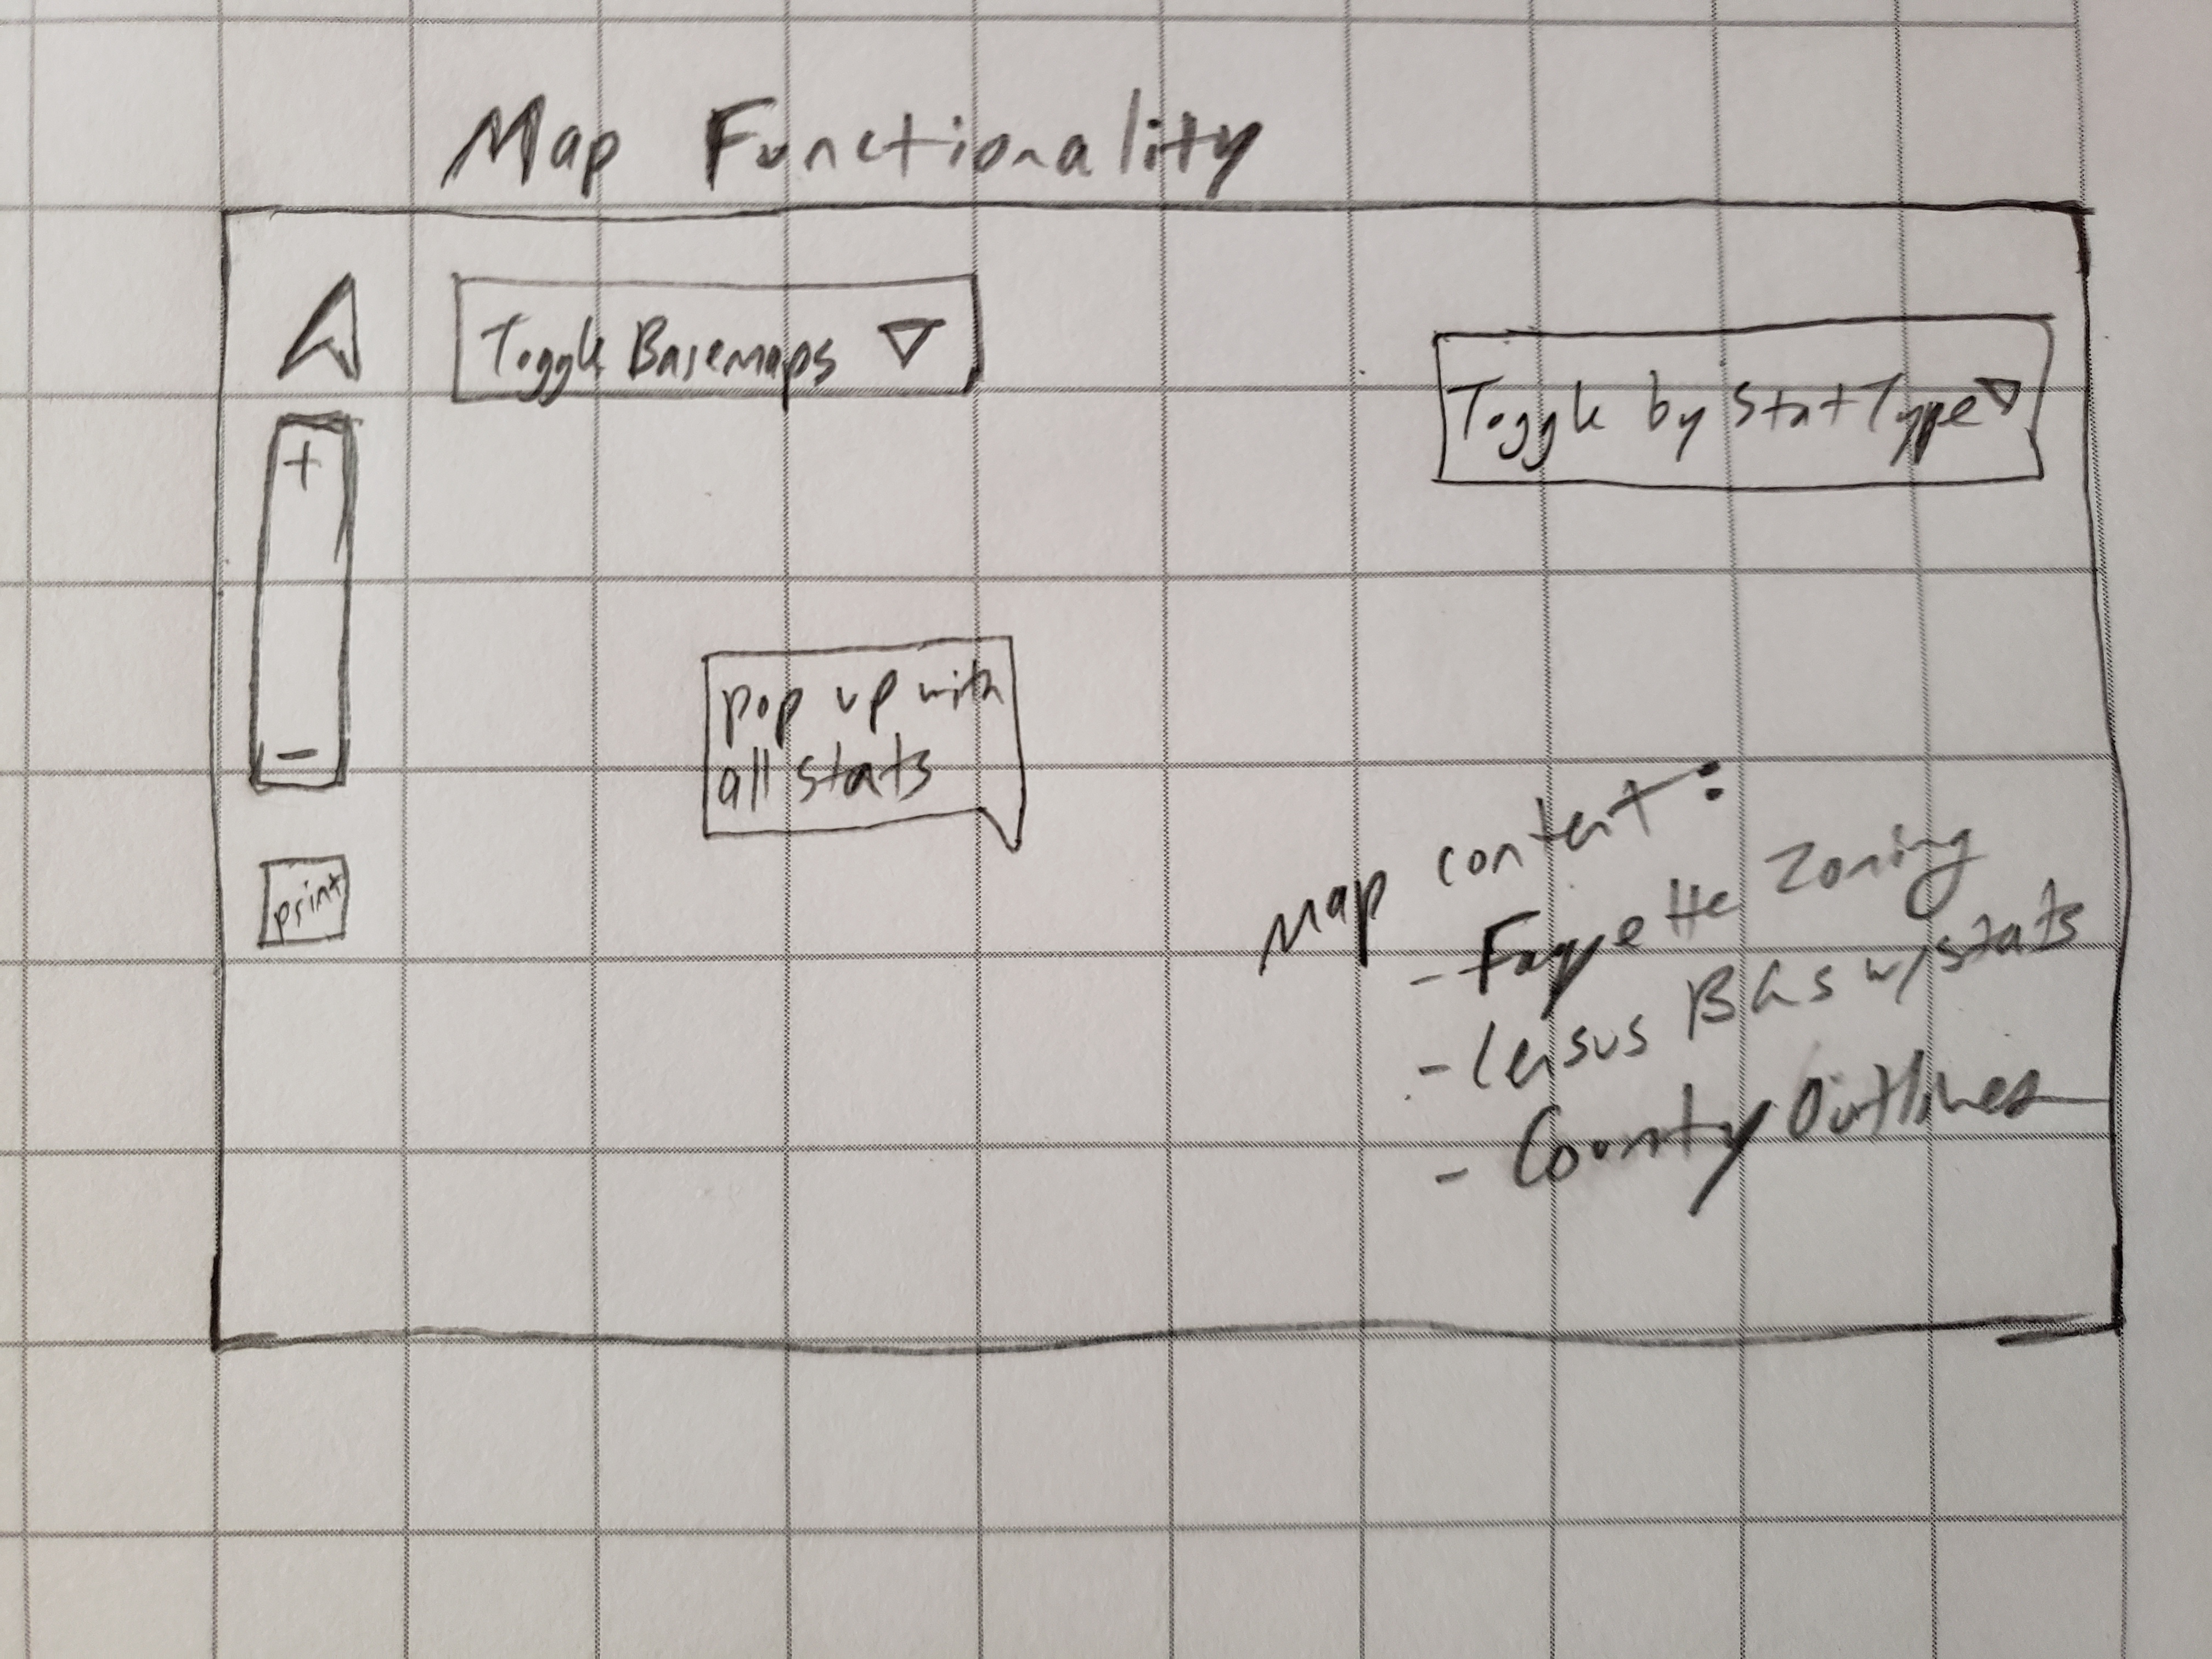 Map Functionality
Toggle Basemaps
Toggle by Stat Type
+
-
pop up with
all stats
print
Map content:
- Fayette Zoning
- Census BGs w/stats
- County Outlines